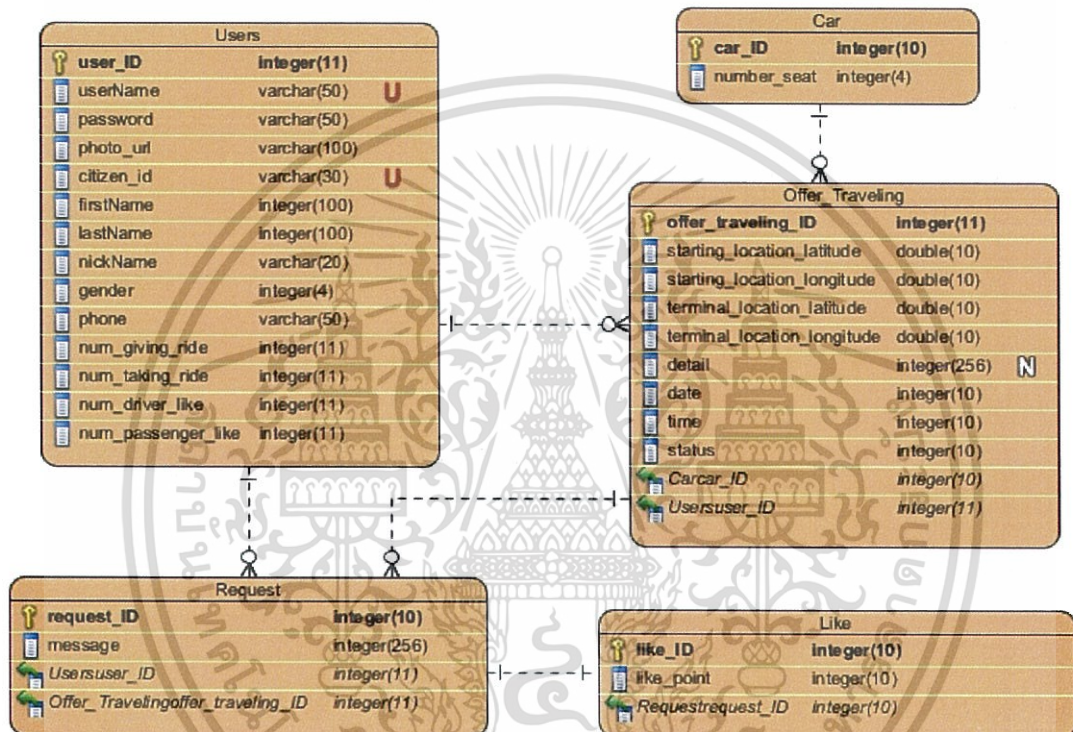 Users
user_ID integer(11)
userName varchar(50) U
password varchar(50)
photo_url varchar(100)
citizen_id varchar(30) U
firstName integer(100)
lastName integer(100)
nickName varchar(20)
gender integer(4)
phone varchar(50)
num_giving_ride integer(11)
num_taking_ride integer(11)
num_driver_like integer(11)
num_passenger_like integer(11)
Car
car_ID integer(10)
number_seat integer(4)
Offer_Traveling
offer_traveling_ID integer(11)
starting_location_latitude double(10)
starting_location_longitude double(10)
terminal_location_latitude double(10)
terminal_location_longitude double(10)
detail integer(256) N
date integer(10)
time integer(10)
status integer(10)
Carcar_ID integer(10)
Usersuser_ID integer(11)
Request
request_ID integer(10)
message integer(256)
Usersuser_ID integer(11)
Offer_Travelingoffer_traveling_ID integer(11)
Like
like_ID integer(10)
like_point integer(10)
Requestrequest_ID integer(10)